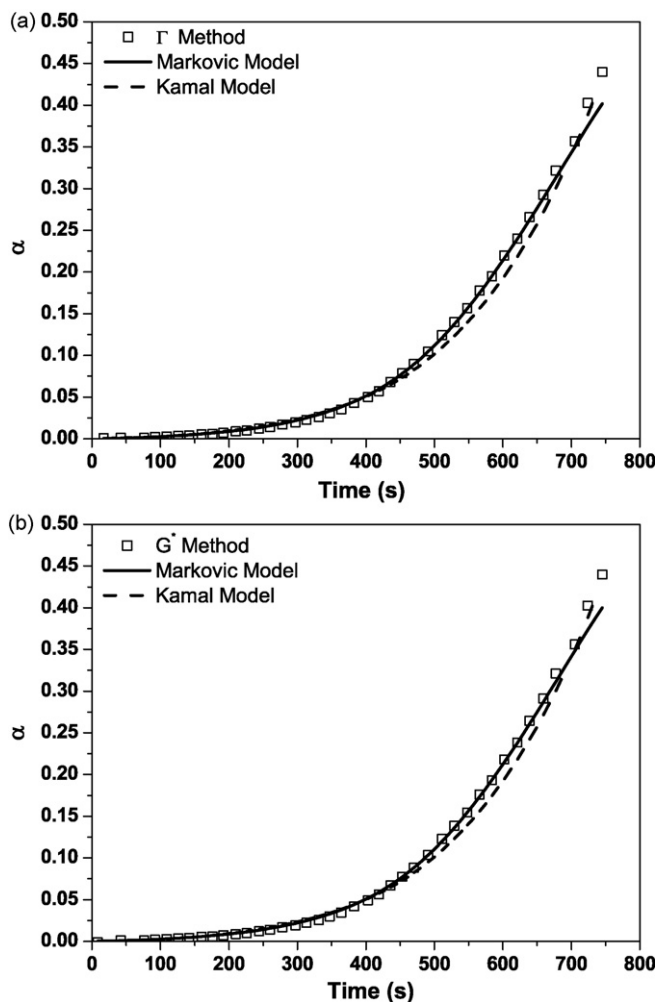 (a)
0.50
0.45
0.40
0.35
0.30
0.25
0.20
0.15
0.10
0.05
0.00
α
Γ Method
Markovic Model
Kamal Model
0 100 200 300 400 500 600 700 800
Time (s)
(b)
0.50
0.45
0.40
0.35
0.30
0.25
0.20
0.15
0.10
0.05
0.00
α
G* Method
Markovic Model
Kamal Model
0 100 200 300 400 500 600 700 800
Time (s)